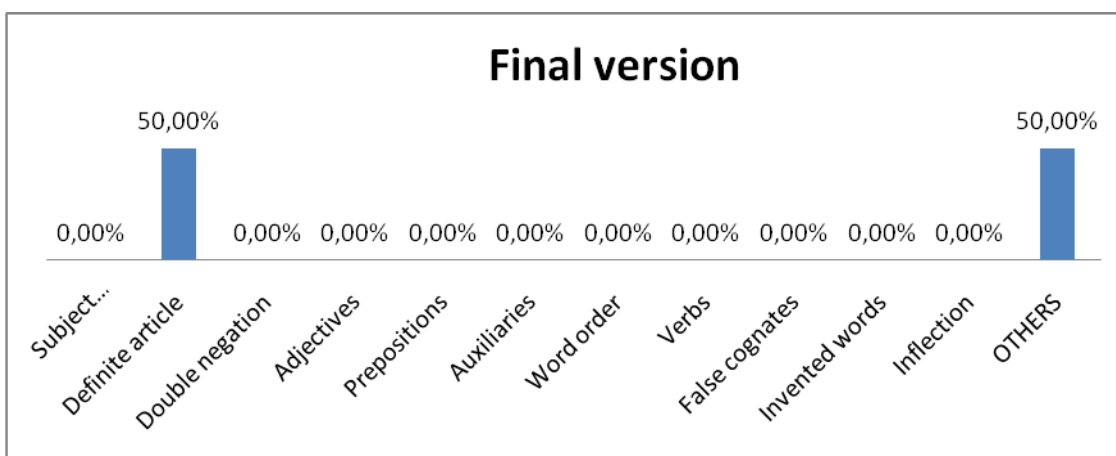 Final version
50,00% 50,00%
0,00% 0,00% 0,00% 0,00% 0,00% 0,00% 0,00% 0,00% 0,00% 0,00%
Subject...
Definite article
Double negation
Adjectives
Prepositions
Auxiliaries
Word order
Verbs
False cognates
Invented words
Inflection
OTHERS